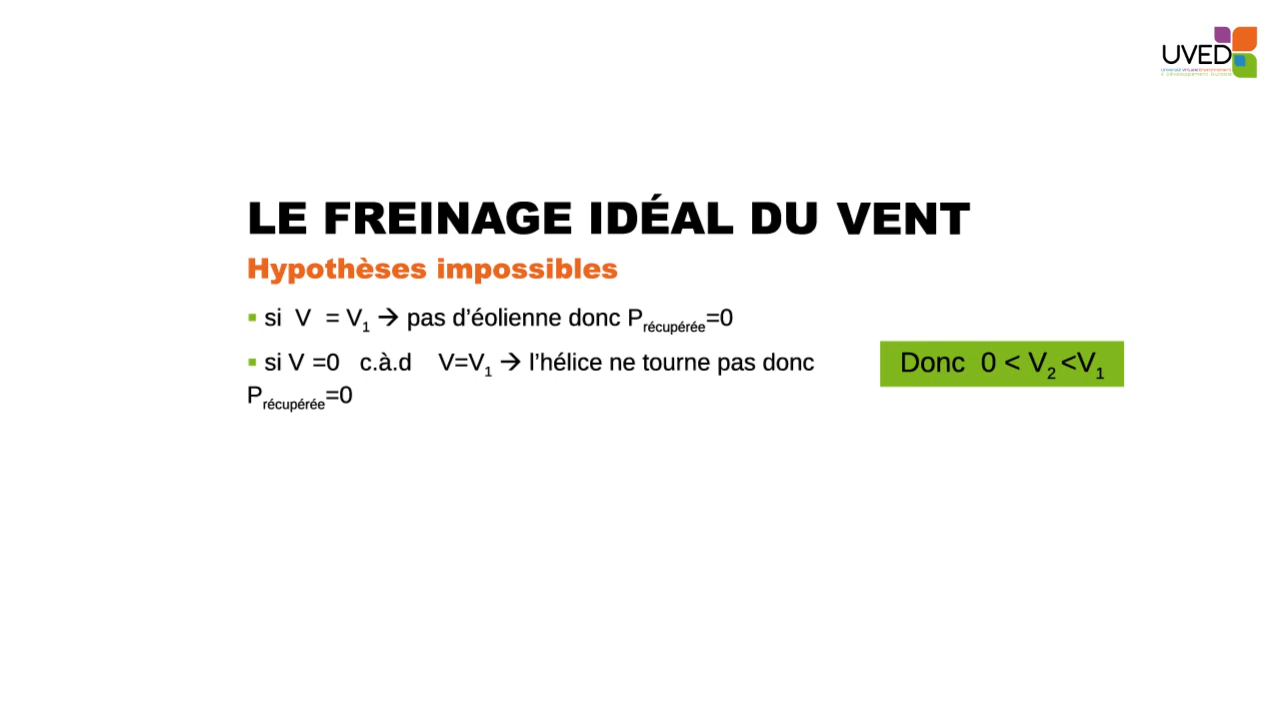 UVED
LE FREINAGE IDÉAL DU VENT
Hypothèses impossibles
▪ si V = V₁ → pas d’éolienne donc Précupérée=0
▪ si V =0 c.à.d V=V₁ → l’hélice ne tourne pas donc
Précupérée=0
Donc 0 < V₂ <V₁